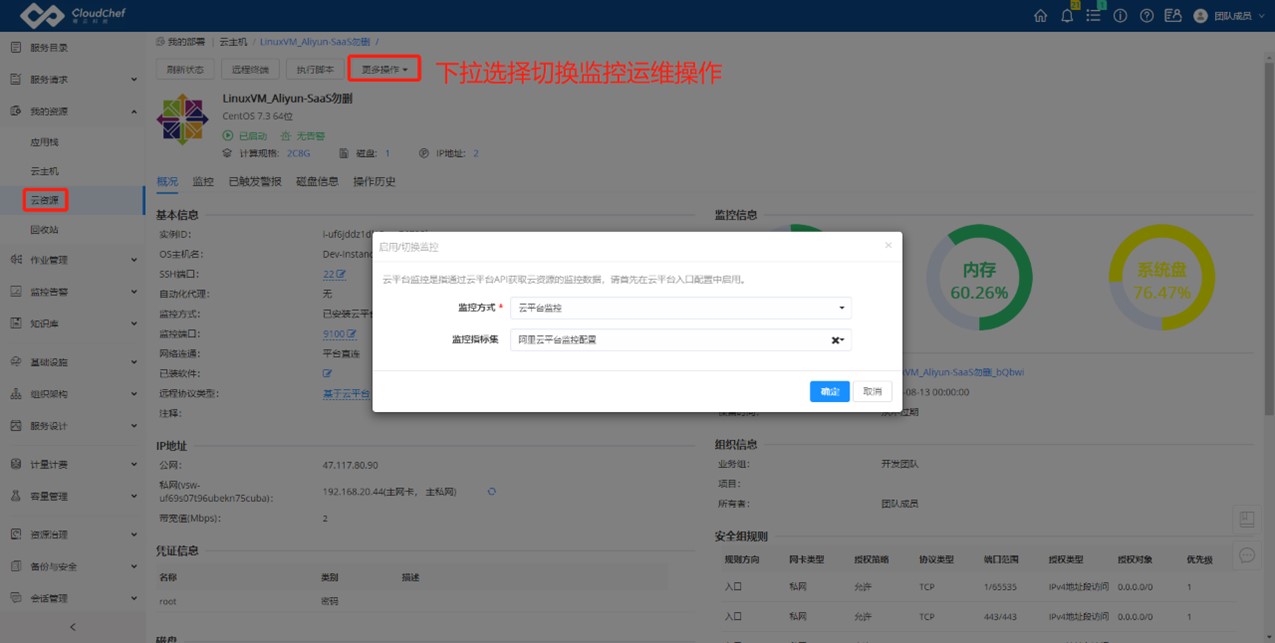 CloudChef
21
1
团队成员
服务目录
服务请求
我的资源
应用栈
云主机
云资源
回收站
作业管理
监控告警
知识库
基础设施
组织架构
服务设计
计量计费
容量管理
资源治理
备份与安全
会话管理
我的部署 | 云主机 / LinuxVM_Aliyun-SaaS勿删 /
刷新状态 远程终端 执行脚本 更多操作
下拉选择切换监控运维操作
LinuxVM_Aliyun-SaaS勿删
CentOS 7.3 64位
已启动 无告警
计算规格: 2C8G 磁盘: 1 IP地址: 2
概况 监控 已触发警报 磁盘信息 操作历史
基本信息
实例ID: i-uf6jddz1d
OS主机名: Dev-Instanc
SSH端口: 22
自动化代理: 无
监控方式: 已安装云平台
监控端口: 9100
网络连通: 平台直连
已装软件:
远程协议类型: 基于云平台
注释:
IP地址
公网: 47.117.80.90
私网(vsw-
uf69s07t96ubekn75cuba): 192.168.20.44(主网卡, 主私网)
带宽值(Mbps): 2
凭证信息
名称 类别 描述
root 密码
磁盘
启用/切换监控
云平台监控是指通过云平台API获取云资源的监控数据，请首先在云平台入口配置中启用。
监控方式 * 云平台监控
监控指标集 阿里云平台监控配置
确定 取消
监控信息
内存
60.26%
系统盘
76.47%
VM_Aliyun-SaaS勿删_bQbwi
-08-13 00:00:00
组织信息
业务组: 开发团队
项目:
所有者: 团队成员
安全组规则
规则方向 网卡类型 授权策略 协议类型 端口范围 授权类型 授权对象 优先级
入口 私网 允许 TCP 1/65535 IPv4地址段访问 0.0.0.0/0 1
入口 私网 允许 TCP 443/443 IPv4地址段访问 0.0.0.0/0 1